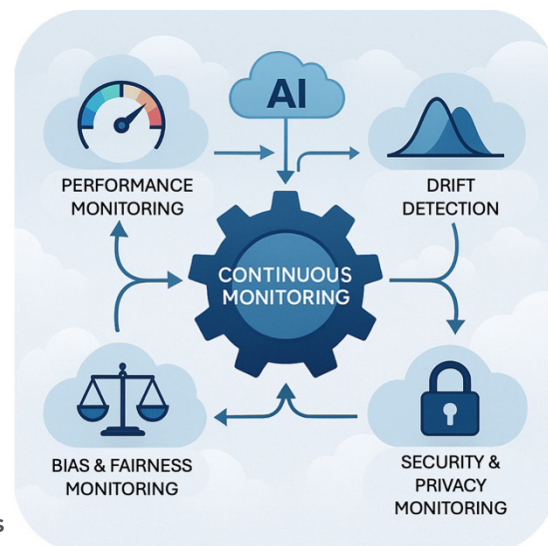 AI
PERFORMANCE
MONITORING
DRIFT
DETECTION
CONTINUOUS
MONITORING
BIAS & FAIRNESS
MONITORING
SECURITY &
PRIVACY
MONITORING
s